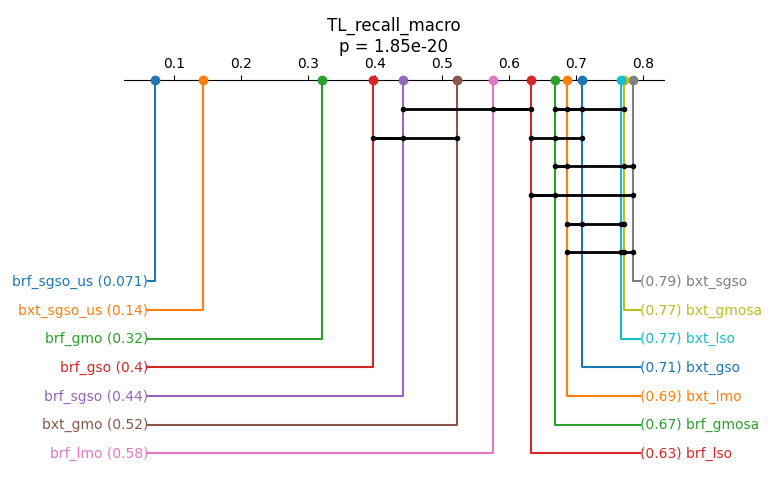 TL_recall_macro
p = 1.85e-20
0.1 0.2 0.3 0.4 0.5 0.6 0.7 0.8
brf_sgso_us (0.071) (0.79) bxt_sgso
bxt_sgso_us (0.14) (0.77) bxt_gmosa
brf_gmo (0.32) (0.77) bxt_lso
brf_gso (0.4) (0.71) bxt_gso
brf_sgso (0.44) (0.69) bxt_lmo
bxt_gmo (0.52) (0.67) brf_gmosa
brf_lmo (0.58) (0.63) brf_lso